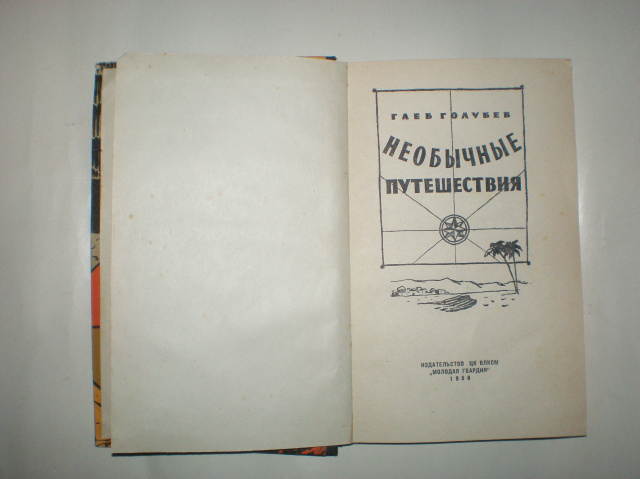 ГЛЕБ ГОЛУБЕВ
НЕОБЫЧНЫЕ
ПУТЕШЕСТВИЯ
ИЗДАТЕЛЬСТВО ЦК ВЛКСМ
„МОЛОДАЯ ГВАРДИЯ"